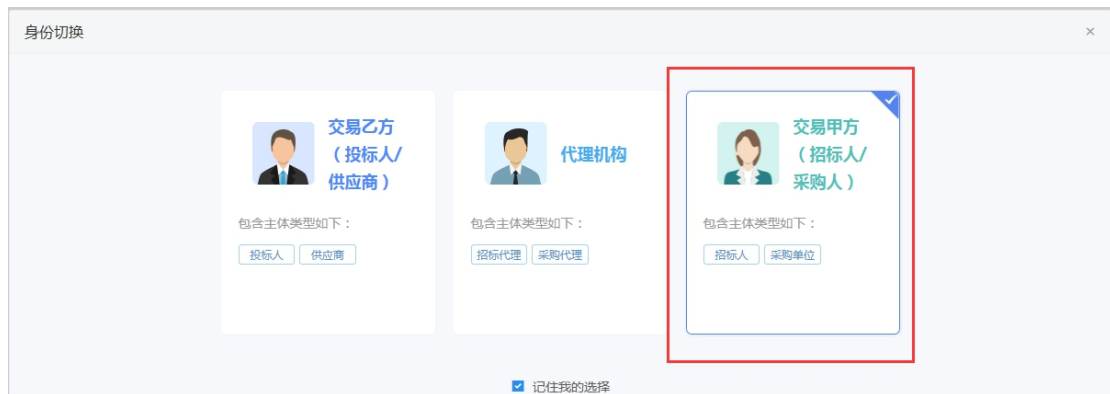 身份切换
×
交易乙方
（投标人/
供应商）
包含主体类型如下：
投标人 供应商
代理机构
包含主体类型如下：
招标代理 采购代理
交易甲方
（招标人/
采购人）
包含主体类型如下：
招标人 采购单位
记住我的选择